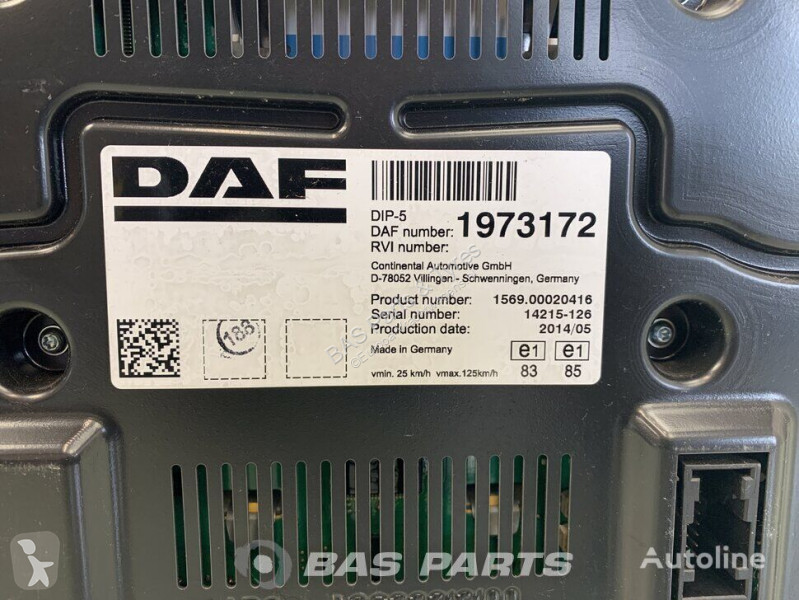 DAF
DIP-5
DAF number: 1973172
RVI number:
Continental Automotive GmbH
D-78052 Villingen - Schwenningen, Germany
Product number: 1569.00020416
Serial number: 14215-126
Production date: 2014/05
Made in Germany
e1 e1
83 85
vmin. 25 km/h vmax.125km/h
188
BAS PARTS
Autoline